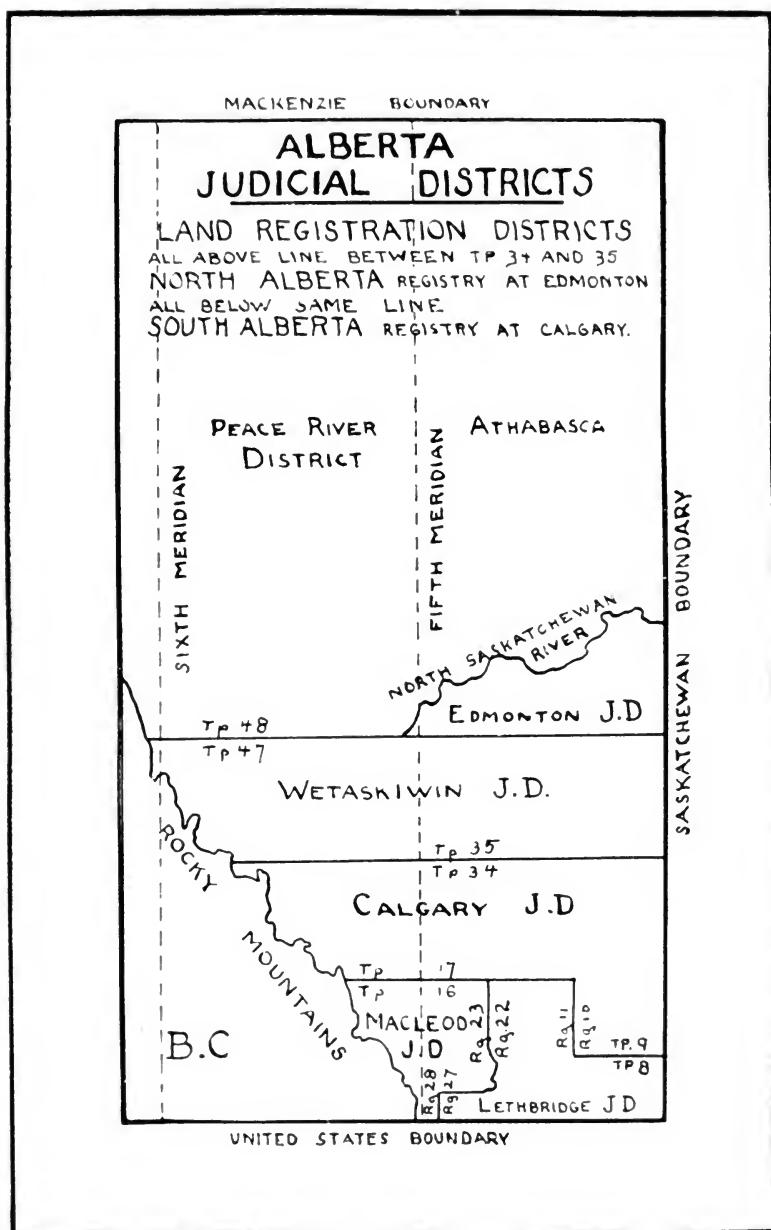 MACKENZIE BOUNDARY
ALBERTA
JUDICIAL DISTRICTS
LAND REGISTRATION DISTRICTS
ALL ABOVE LINE BETWEEN TP 34 AND 35
NORTH ALBERTA REGISTRY AT EDMONTON
ALL BELOW SAME LINE
SOUTH ALBERTA REGISTRY AT CALGARY.
PEACE RIVER
DISTRICT
ATHABASCA
SIXTH MERIDIAN
FIFTH MERIDIAN
SASKATCHEWAN BOUNDARY
NORTH SASKATCHEWAN
RIVER
EDMONTON J.D
Tp 48
Tp 47
WETASKIWIN J.D.
ROCKY
MOUNTAINS
Tp 35
Tp 34
CALGARY J.D
Tp 17
Tp 16
MACLEOD
J.D
Rg. 23
Rg. 22
Rg. 11
Rg. 10
TP. 9
TP 8
B.C
Rg 28
Rg 27
LETHBRIDGE J D
UNITED STATES BOUNDARY